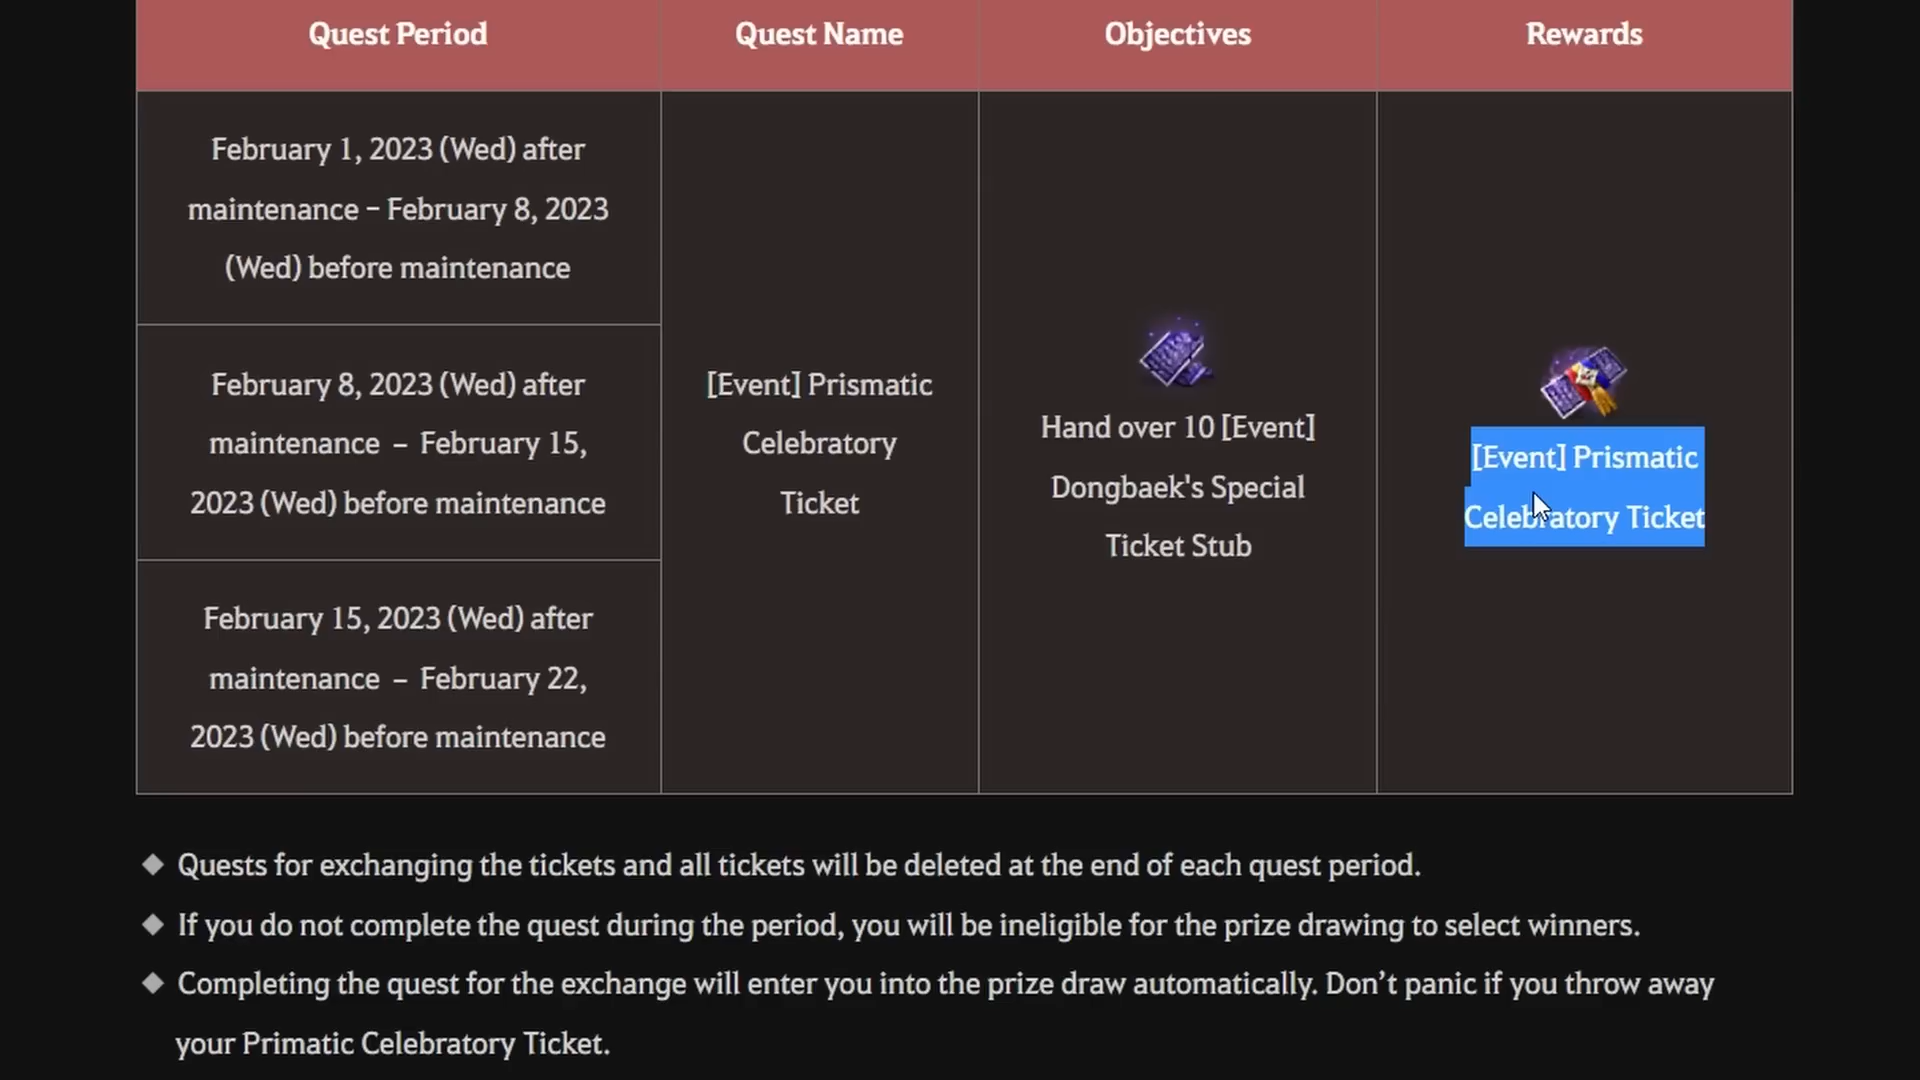 Quest Period
Quest Name
Objectives
Rewards
February 1, 2023 (Wed) after
maintenance – February 8, 2023
(Wed) before maintenance
February 8, 2023 (Wed) after
maintenance – February 15,
2023 (Wed) before maintenance
February 15, 2023 (Wed) after
maintenance – February 22,
2023 (Wed) before maintenance
[Event] Prismatic
Celebratory
Ticket
Hand over 10 [Event]
Dongbaek's Special
Ticket Stub
[Event] Prismatic
Celebratory Ticket
◆ Quests for exchanging the tickets and all tickets will be deleted at the end of each quest period.
◆ If you do not complete the quest during the period, you will be ineligible for the prize drawing to select winners.
◆ Completing the quest for the exchange will enter you into the prize draw automatically. Don’t panic if you throw away
your Primatic Celebratory Ticket.